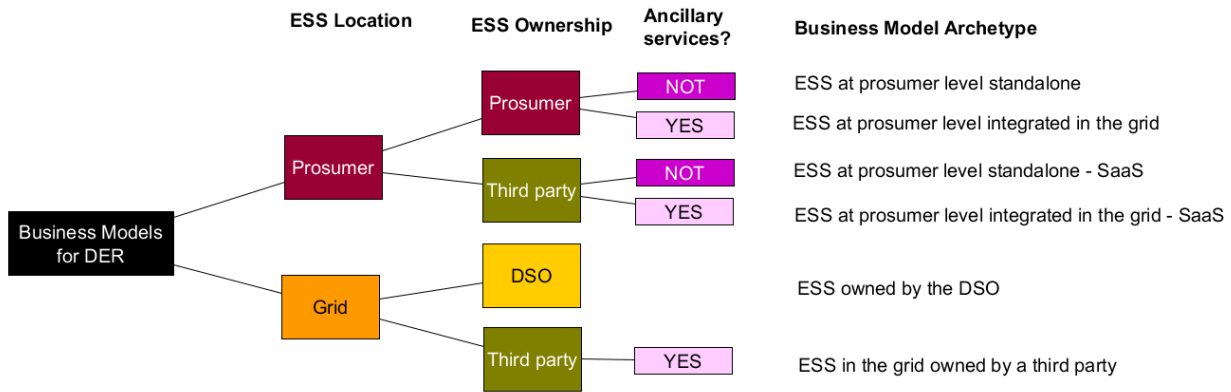 ESS Location
ESS Ownership
Ancillary
services?
Business Model Archetype
Prosumer
NOT
ESS at prosumer level standalone
YES
ESS at prosumer level integrated in the grid
Prosumer
Third party
NOT
ESS at prosumer level standalone - SaaS
YES
ESS at prosumer level integrated in the grid - SaaS
Business Models
for DER
DSO
ESS owned by the DSO
Grid
Third party
YES
ESS in the grid owned by a third party